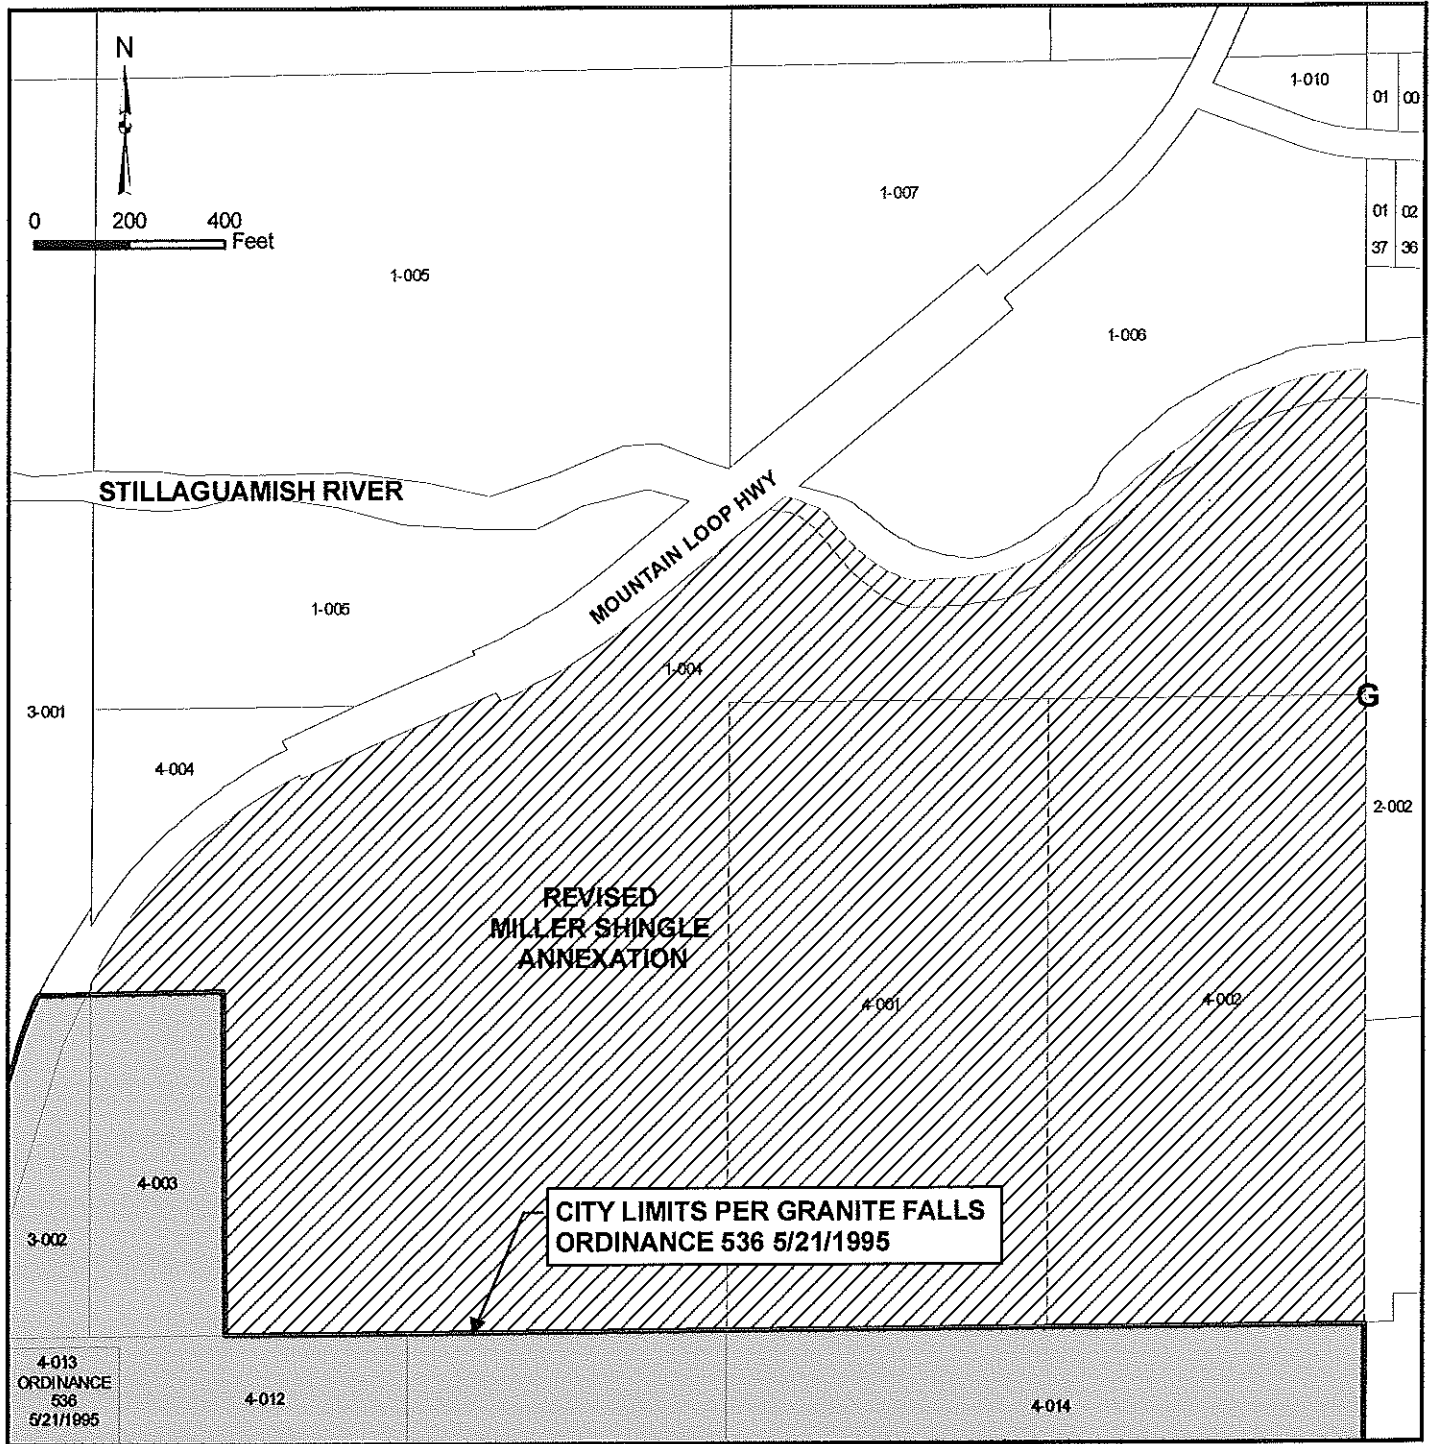 N
1-010
01 00
0 200 400
Feet
1-007
01 02
37 36
1-005
1-006
STILLAGUAMISH RIVER
MOUNTAIN LOOP HWY
1-005
1-004
3-001
G
4-004
2-002
REVISED
MILLER SHINGLE
ANNEXATION
4-001
4-002
4-003
CITY LIMITS PER GRANITE FALLS
ORDINANCE 536 5/21/1995
3-002
4-013
ORDINANCE
536
5/21/1995
4-012
4-014